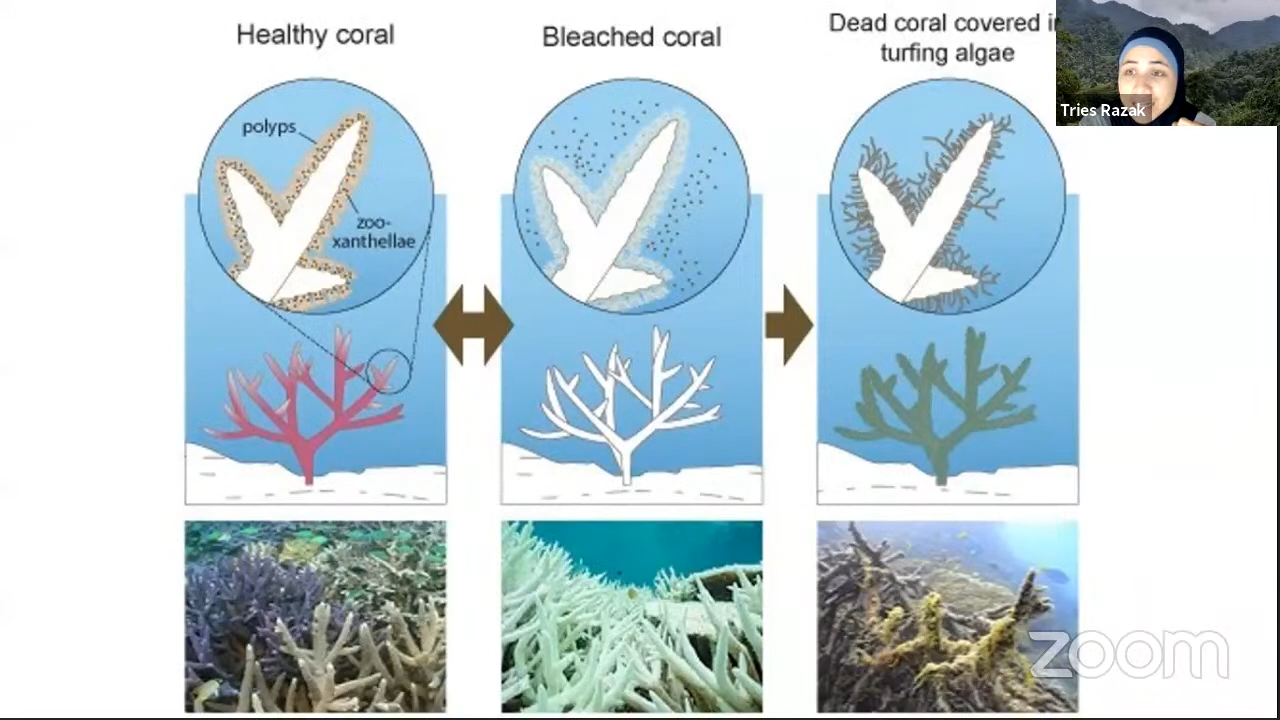 Healthy coral
Bleached coral
Dead coral covered
turfing algae
Tries Razak
polyps
zoo-
xanthellae
zoom